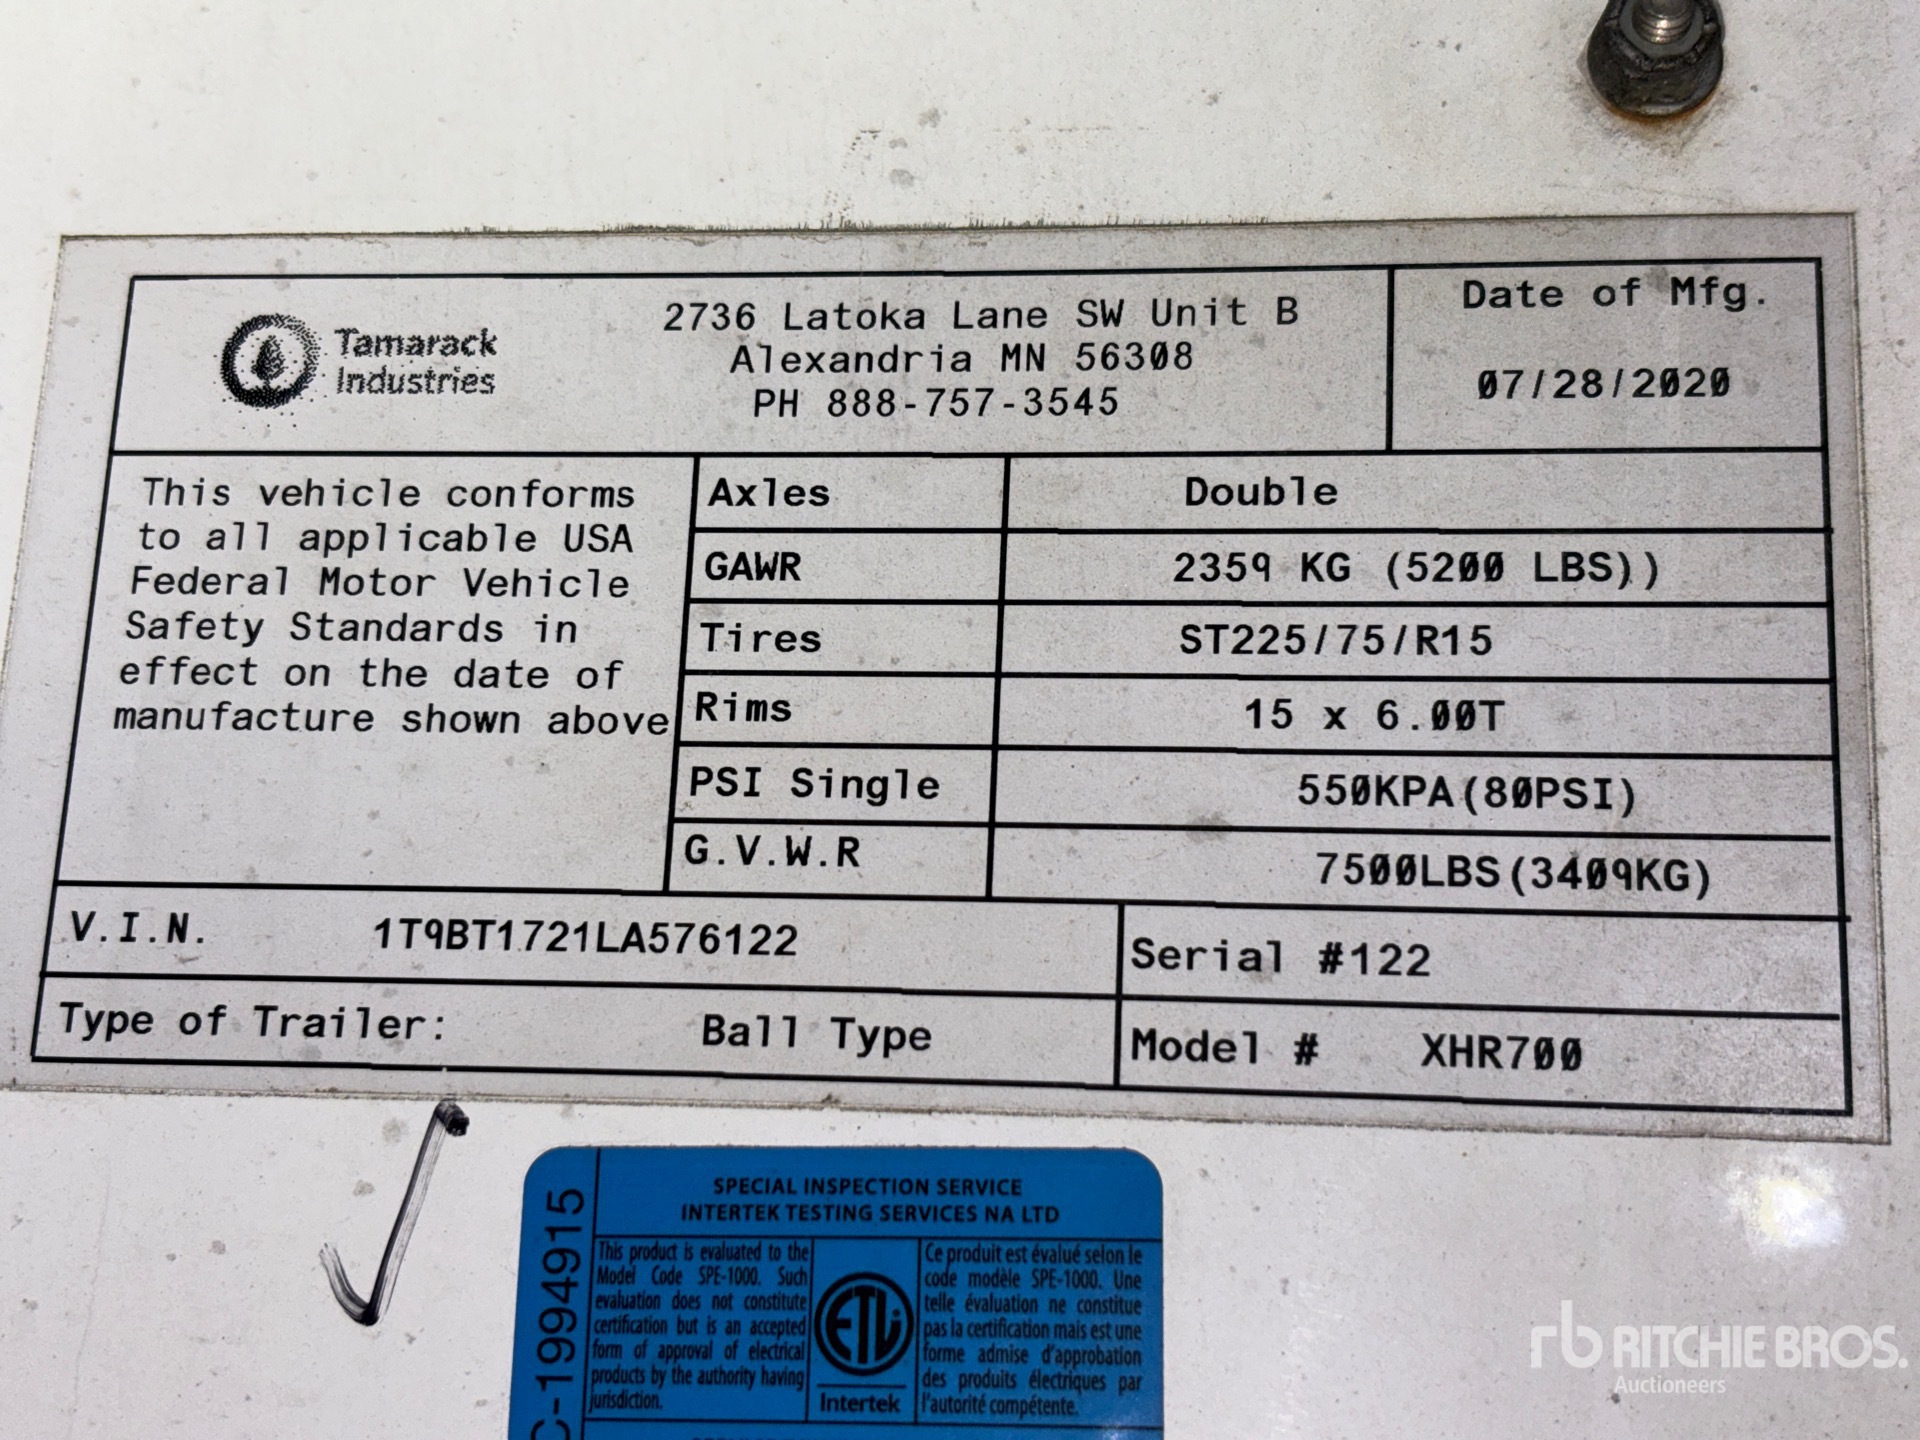 Tamarack
Industries
2736 Latoka Lane SW Unit B
Alexandria MN 56308
PH 888-757-3545
Date of Mfg.
07/28/2020
This vehicle conforms
to all applicable USA
Federal Motor Vehicle
Safety Standards in
effect on the date of
manufacture shown above
Axles Double
GAWR 2359 KG (5200 LBS))
Tires ST225/75/R15
Rims 15 x 6.00T
PSI Single 550KPA(80PSI)
G.V.W.R 7500LBS(3409KG)
V.I.N. 1T9BT1721LA576122
Serial #122
Type of Trailer: Ball Type
Model # XHR700
C-1994915
SPECIAL INSPECTION SERVICE
INTERTEK TESTING SERVICES NA LTD
This product is evaluated to the
Model Code SPE-1000. Such
evaluation does not constitute
certification but is an accepted
form of approval of electrical
products by the authority having
jurisdiction.
ETL
Intertek
Ce produit est évalué selon le
code modèle SPE-1000. Une
telle évaluation ne constitue
pas la certification mais est une
forme admise d'approbation
des produits électriques par
l'autorité compétente.
rb RITCHIE BROS.
Auctioneers